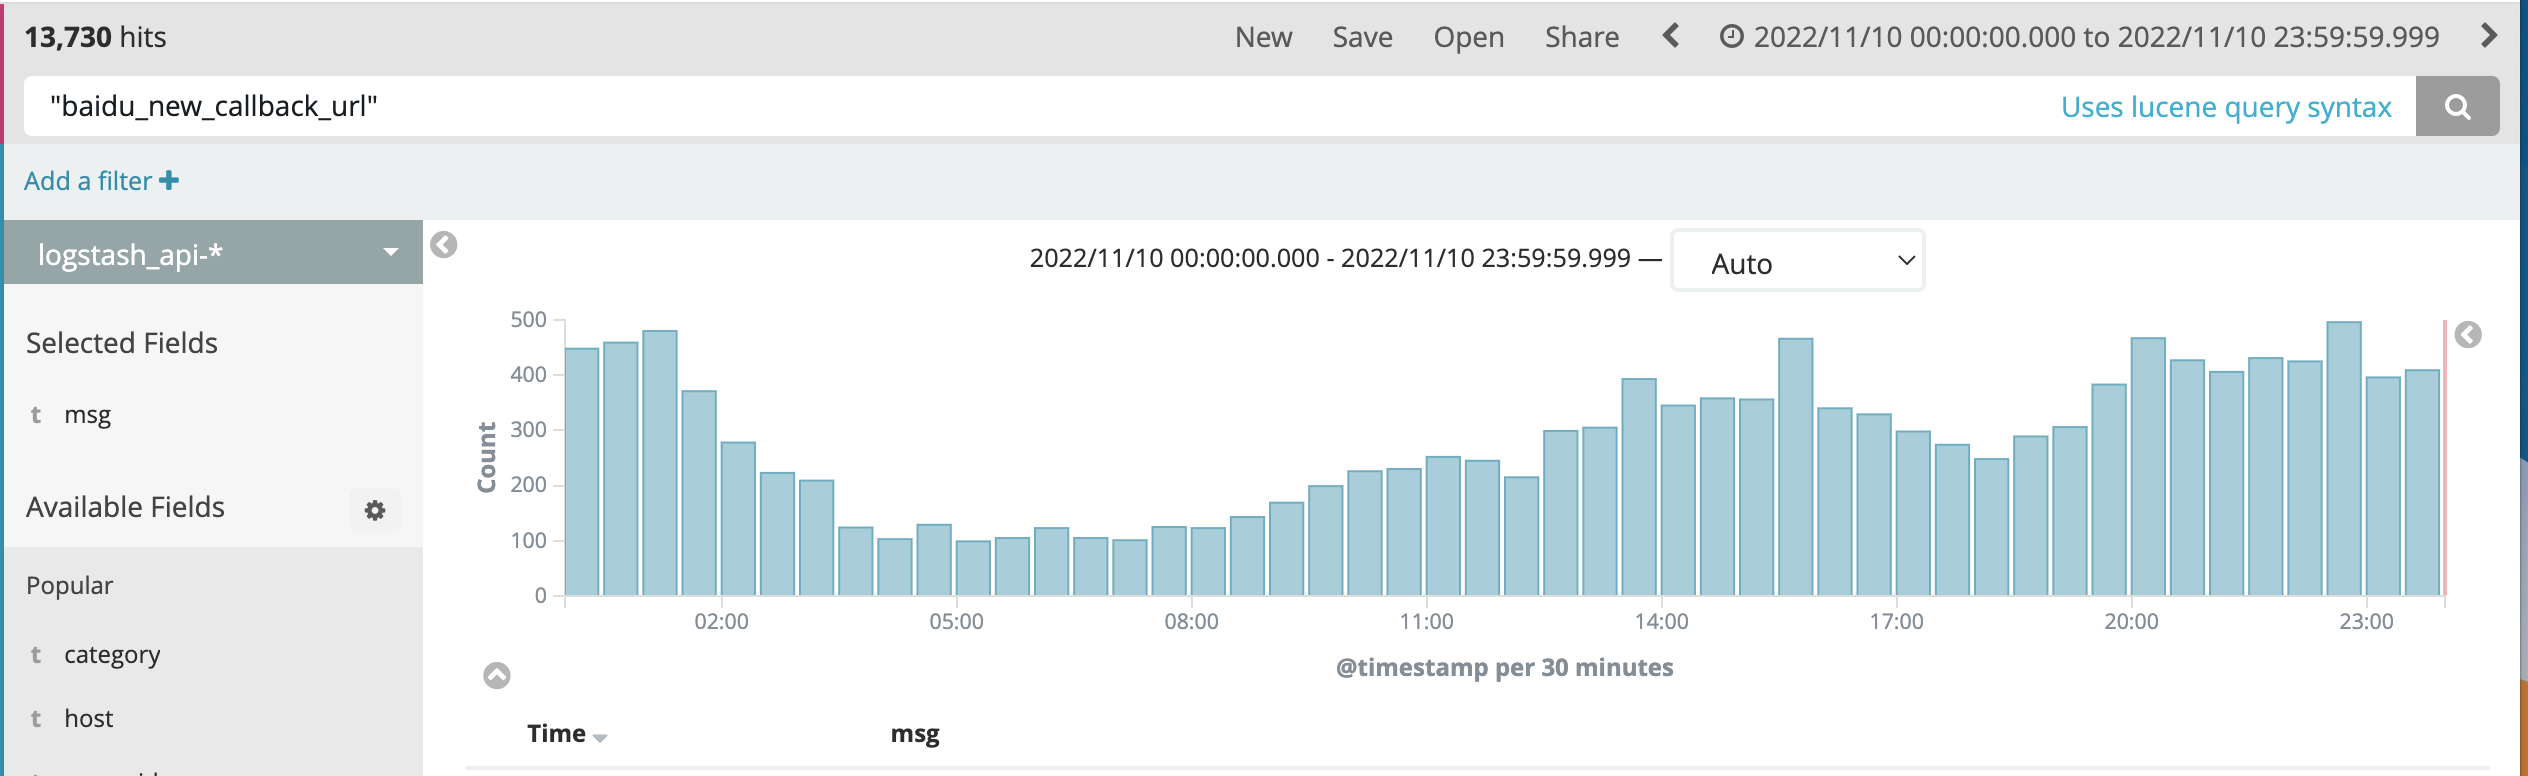 13,730 hits
New Save Open Share 2022/11/10 00:00:00.000 to 2022/11/10 23:59:59.999
"baidu_new_callback_url" Uses lucene query syntax
Add a filter
logstash_api-*
2022/11/10 00:00:00.000 - 2022/11/10 23:59:59.999 — Auto
Selected Fields
t msg
Available Fields
Popular
t category
t host
Count
500
400
300
200
100
0
02:00 05:00 08:00 11:00 14:00 17:00 20:00 23:00
@timestamp per 30 minutes
Time msg